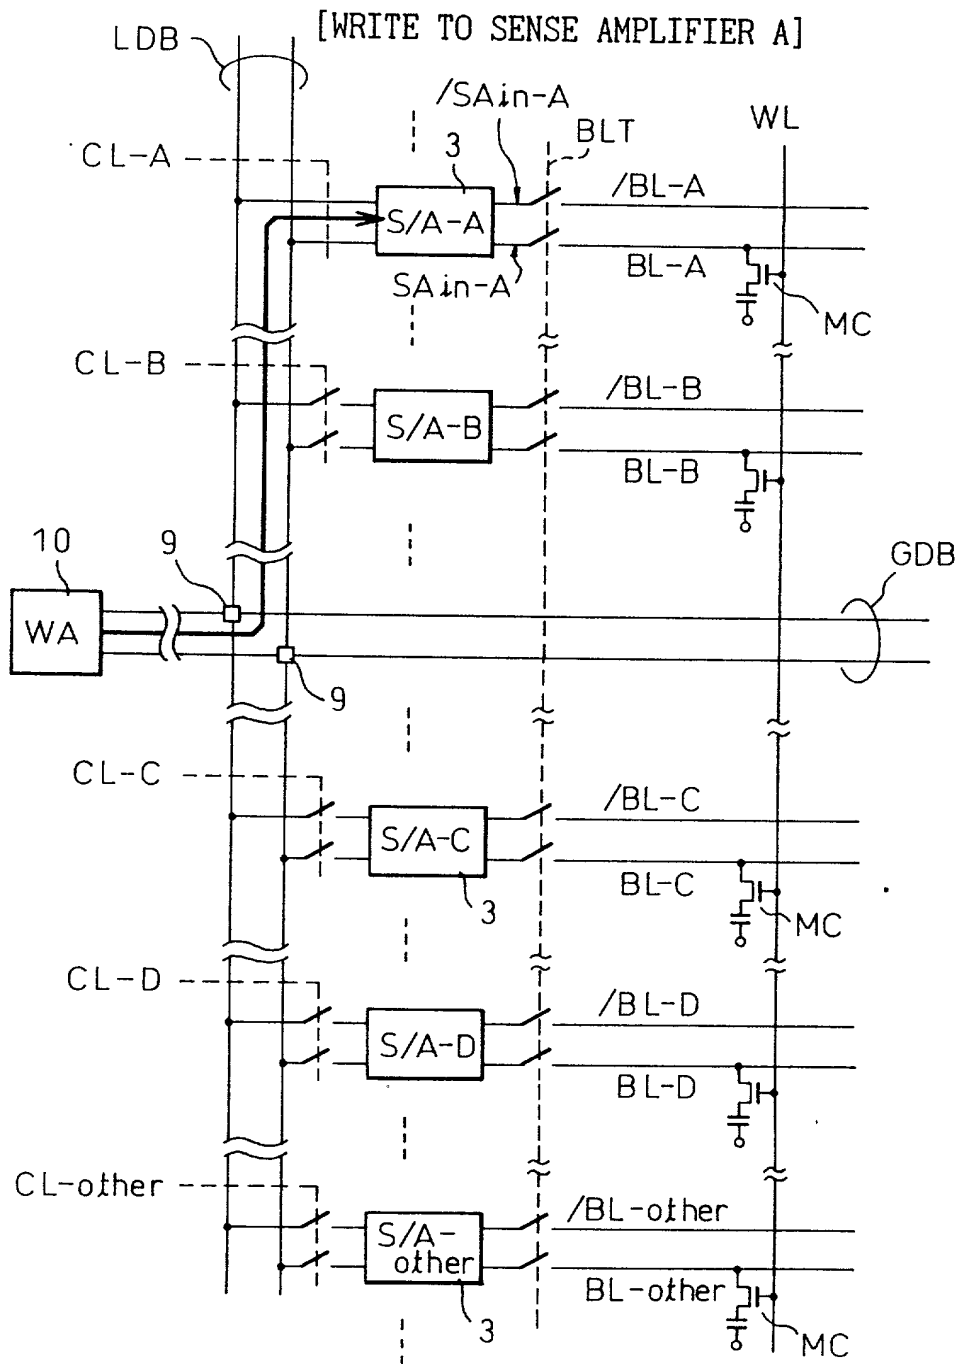 [WRITE TO SENSE AMPLIFIER A]
LDB
/SAin-A
WL
BLT
CL-A
3
/BL-A
S/A-A
BL-A
SAin-A
MC
CL-B
/BL-B
S/A-B
BL-B
10
9
GDB
WA
9
CL-C
/BL-C
S/A-C
BL-C
3
MC
CL-D
/BL-D
S/A-D
BL-D
CL-other
/BL-other
S/A-
other
BL-other
3
MC